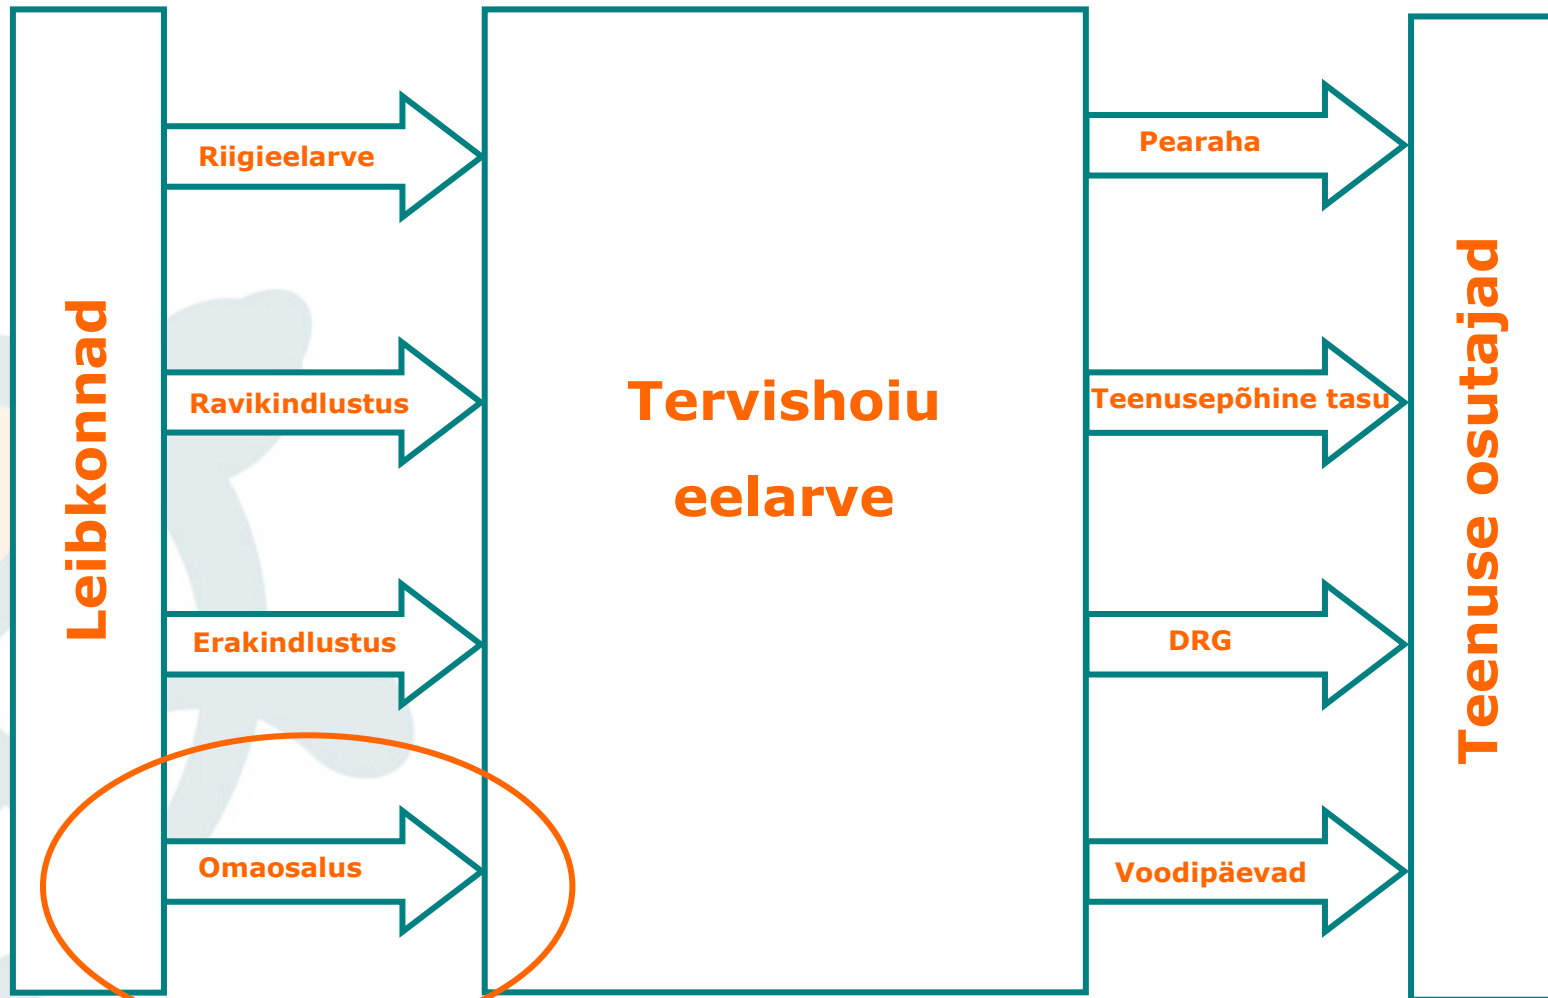 Leibkonnad
Riigieelarve
Ravikindlustus
Erakindlustus
Omaosalus
Tervishoiu
eelarve
Pearaha
Teenusepõhine tasu
DRG
Voodipäevad
Teenuse osutajad